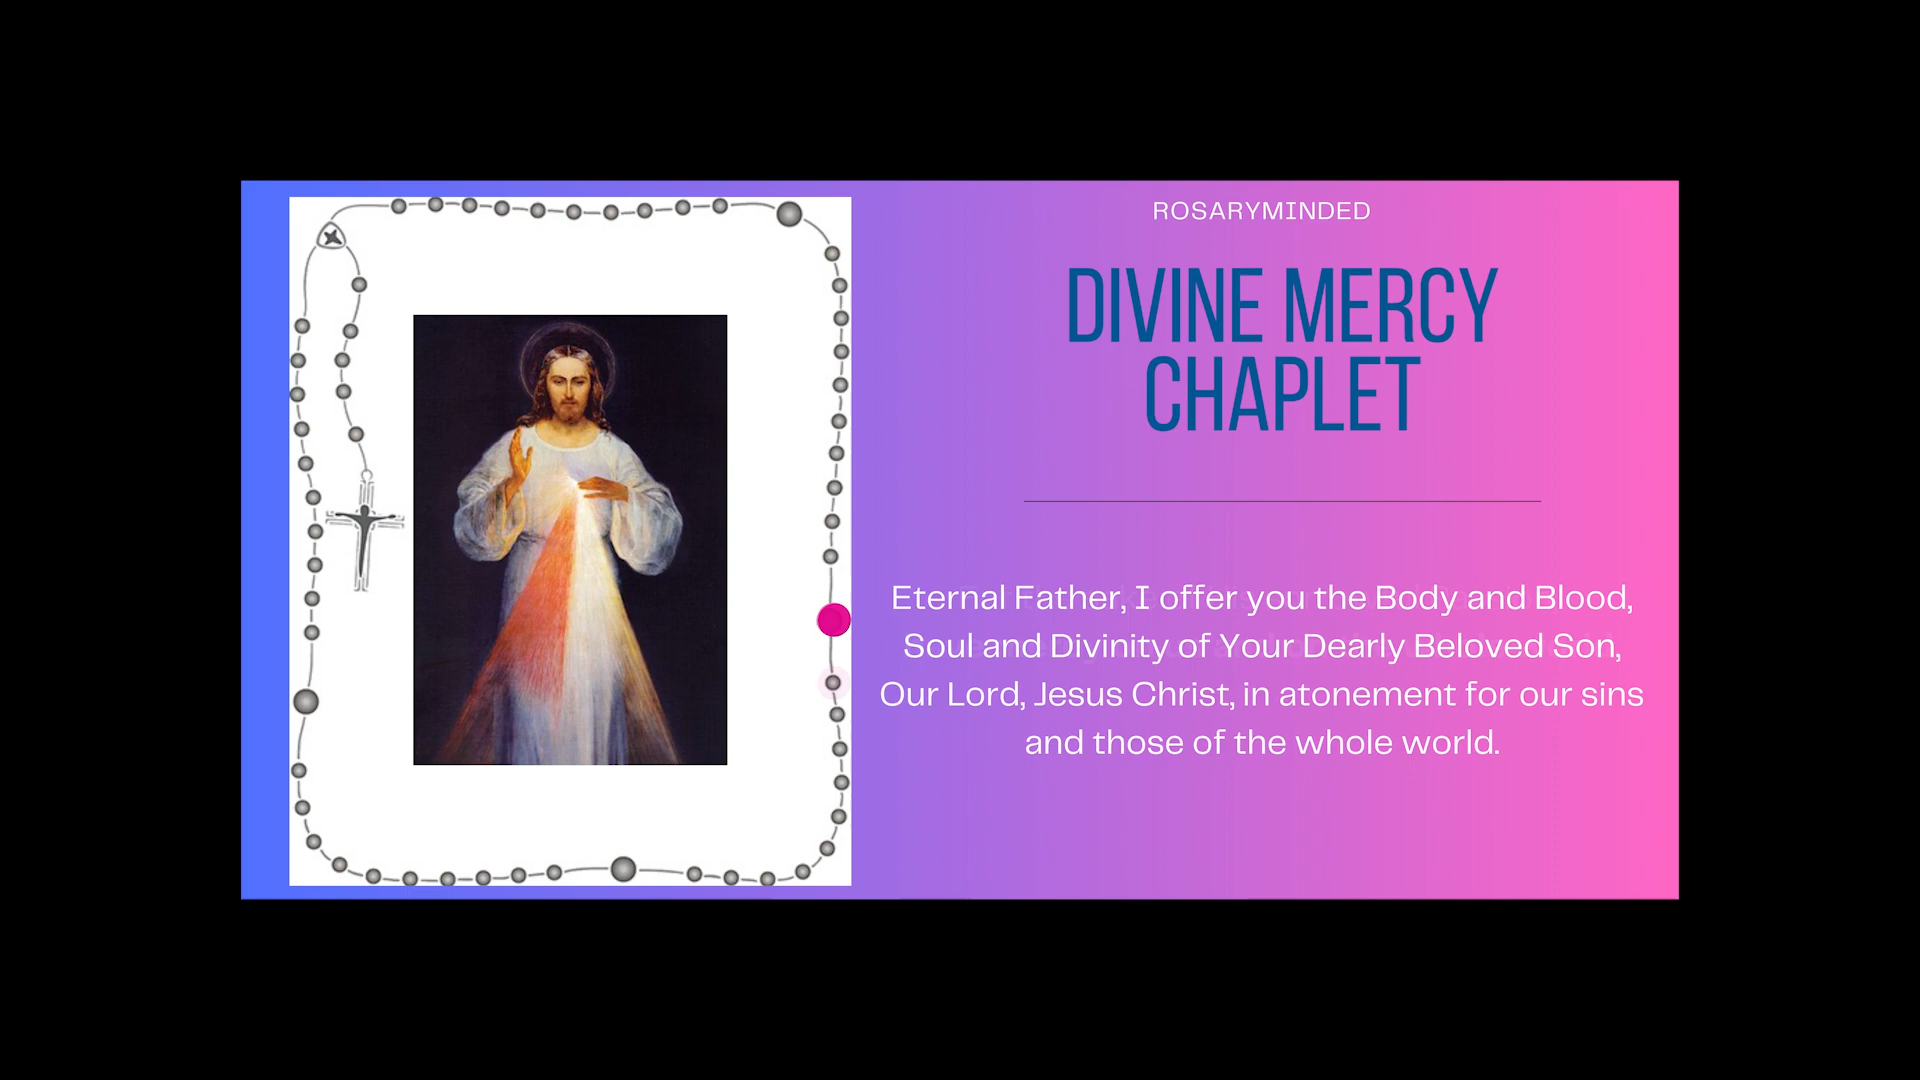 ROSARYMINDED
DIVINE MERCY
CHAPLET
Eternal Father, I offer you the Body and Blood,
Soul and Divinity of Your Dearly Beloved Son,
Our Lord, Jesus Christ, in atonement for our sins
and those of the whole world.